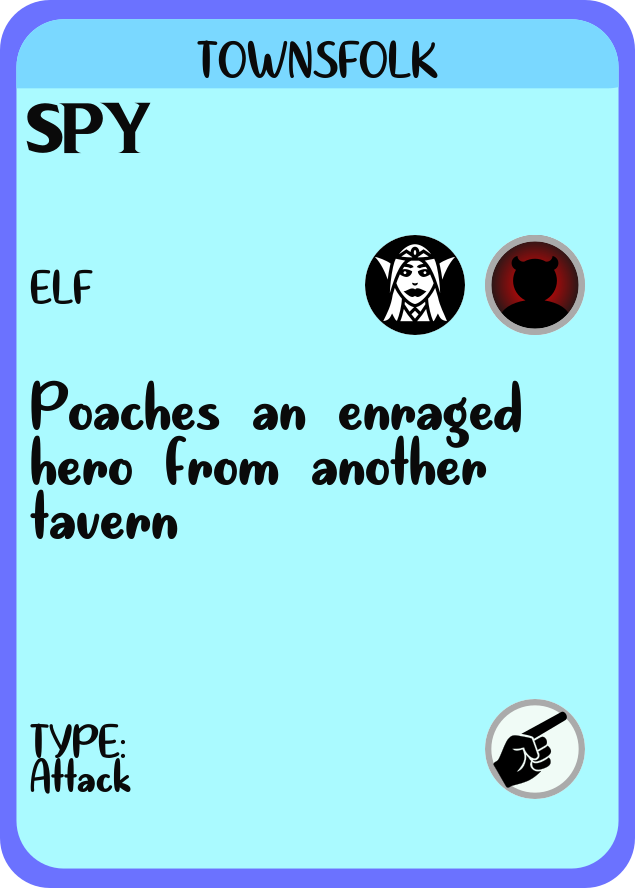 TOWNSFOLK
SPY
ELF
Poaches an enraged
hero from another
tavern
TYPE:
Attack